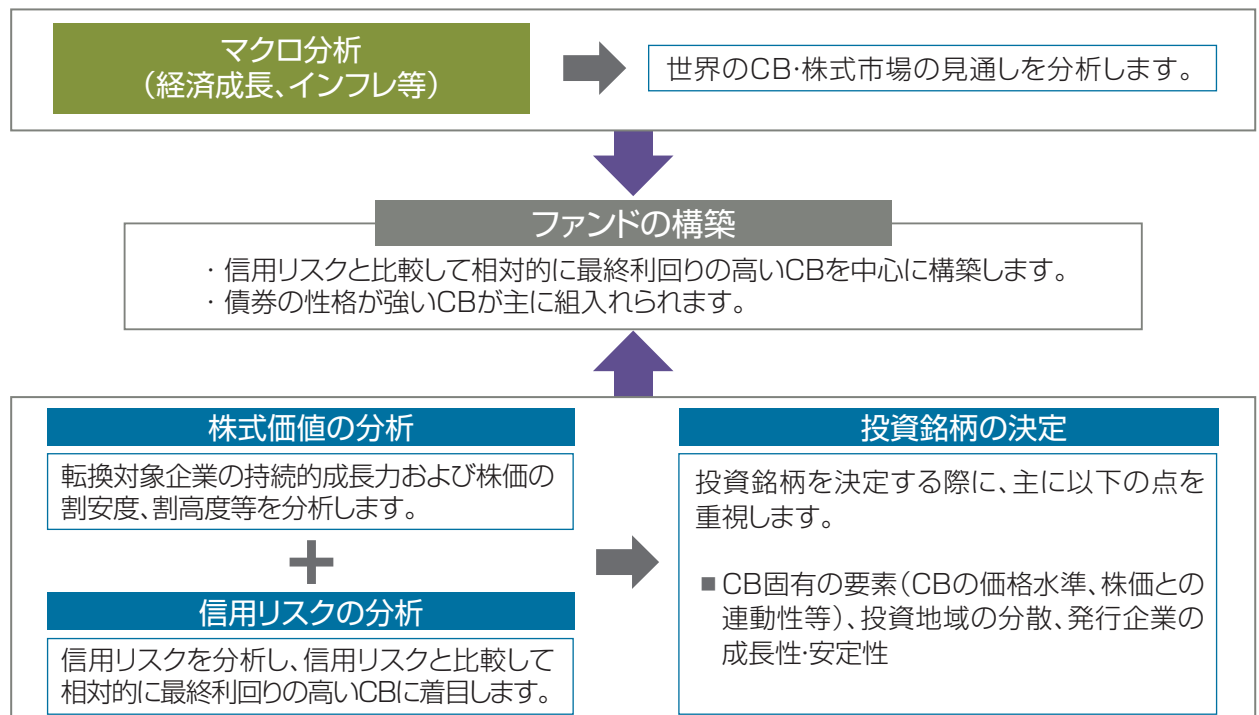 マクロ分析
（経済成長、インフレ等）
世界のCB・株式市場の見通しを分析します。
ファンドの構築
・信用リスクと比較して相対的に最終利回りの高いCBを中心に構築します。
・債券の性格が強いCBが主に組入れられます。
株式価値の分析
転換対象企業の持続的成長力および株価の
割安度、割高度等を分析します。
＋
信用リスクの分析
信用リスクを分析し、信用リスクと比較して
相対的に最終利回りの高いCBに着目します。
投資銘柄の決定
投資銘柄を決定する際に、主に以下の点を
重視します。
■CB固有の要素（CBの価格水準、株価との
連動性等）、投資地域の分散、発行企業の
成長性・安定性